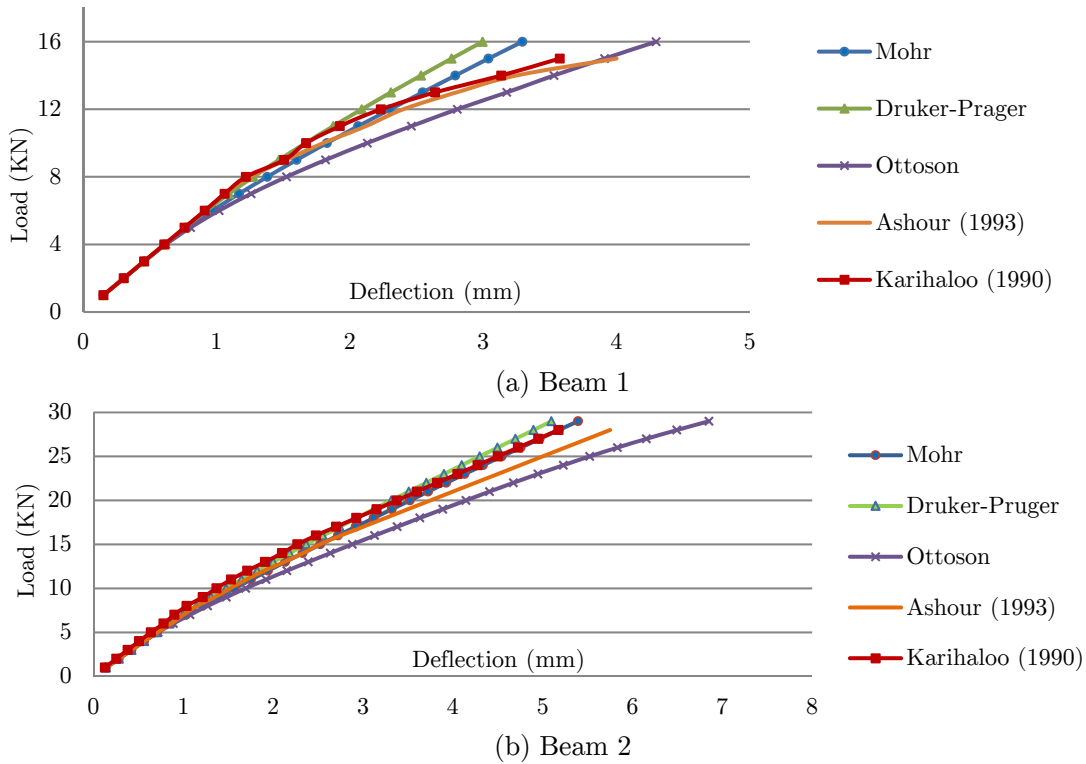 16
12
8
4
0
Load (KN)
Deflection (mm)
0 1 2 3 4 5
Mohr
Druker-Prager
Ottoson
Ashour (1993)
Karihaloo (1990)
(a) Beam 1
30
25
20
15
10
5
0
Load (KN)
Deflection (mm)
0 1 2 3 4 5 6 7 8
Mohr
Druker-Pruger
Ottoson
Ashour (1993)
Karihaloo (1990)
(b) Beam 2